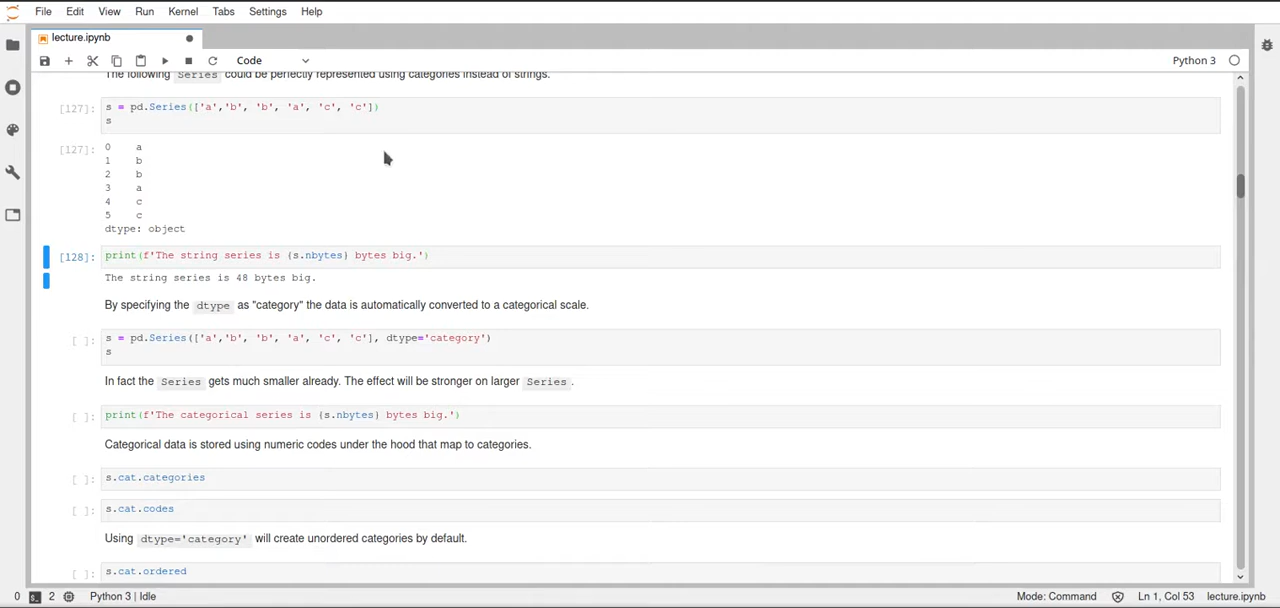 File Edit View Run Kernel Tabs Settings Help
lecture.ipynb
Code
Python 3
The following Series could be perfectly represented using categories instead of strings.
[127]: s = pd.Series(['a','b', 'b', 'a', 'c', 'c'])
s
[127]: 0 a
1 b
2 b
3 a
4 c
5 c
dtype: object
[128]: print(f'The string series is {s.nbytes} bytes big.')
The string series is 48 bytes big.
By specifying the dtype as "category" the data is automatically converted to a categorical scale.
[ ]: s = pd.Series(['a','b', 'b', 'a', 'c', 'c'], dtype='category')
s
In fact the Series gets much smaller already. The effect will be stronger on larger Series.
[ ]: print(f'The categorical series is {s.nbytes} bytes big.')
Categorical data is stored using numeric codes under the hood that map to categories.
[ ]: s.cat.categories
[ ]: s.cat.codes
Using dtype='category' will create unordered categories by default.
[ ]: s.cat.ordered
0 2 Python 3 | Idle Mode: Command Ln 1, Col 53 lecture.ipynb